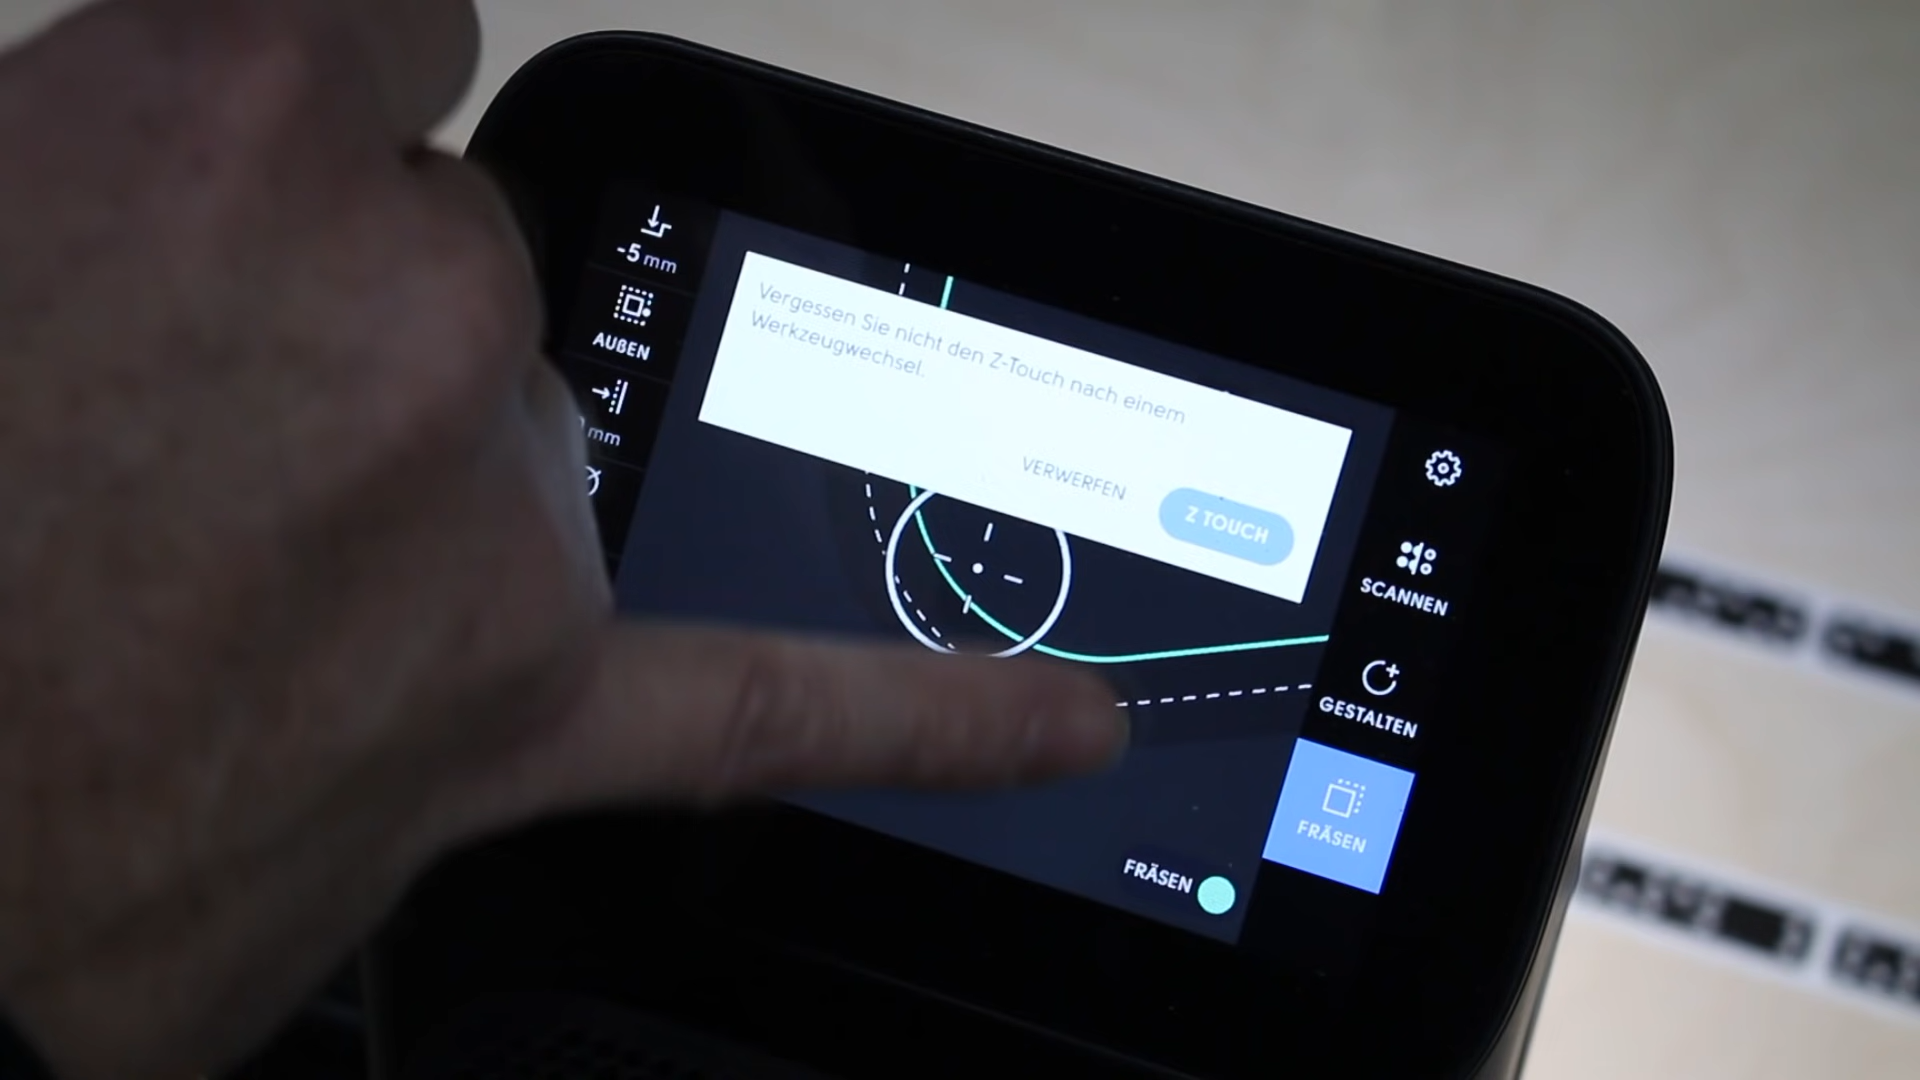 -5 mm
AUßEN
mm
Vergessen Sie nicht den Z-Touch nach einem
Werkzeugwechsel.
VERWERFEN
Z TOUCH
SCANNEN
GESTALTEN
FRÄSEN
FRÄSEN